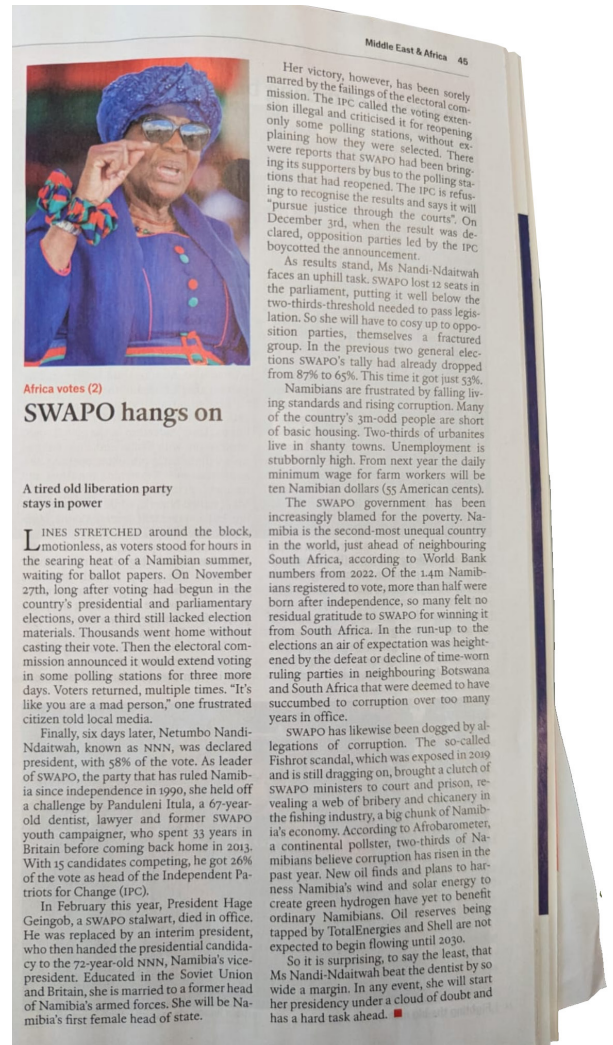 Middle East & Africa 45
Africa votes (2)
SWAPO hangs on
A tired old liberation party
stays in power
LINES STRETCHED around the block,
motionless, as voters stood for hours in
the searing heat of a Namibian summer,
waiting for ballot papers. On November
27th, long after voting had begun in the
country's presidential and parliamentary
elections, over a third still lacked election
materials. Thousands went home without
casting their vote. Then the electoral com-
mission announced it would extend voting
in some polling stations for three more
days. Voters returned, multiple times. "It's
like you are a mad person," one frustrated
citizen told local media.
Finally, six days later, Netumbo Nandi-
Ndaitwah, known as NNN, was declared
president, with 58% of the vote. As leader
of SWAPO, the party that has ruled Namib-
ia since independence in 1990, she held off
a challenge by Panduleni Itula, a 67-year-
old dentist, lawyer and former SWAPO
youth campaigner, who spent 33 years in
Britain before coming back home in 2013.
With 15 candidates competing, he got 26%
of the vote as head of the Independent Pa-
triots for Change (IPC).
In February this year, President Hage
Geingob, a SWAPO stalwart, died in office.
He was replaced by an interim president,
who then handed the presidential candida-
cy to the 72-year-old NNN, Namibia's vice-
president. Educated in the Soviet Union
and Britain, she is married to a former head
of Namibia's armed forces. She will be Na-
mibia's first female head of state.
Her victory, however, has been sorely
marred by the failings of the electoral com-
mission. The IPC called the voting exten-
sion illegal and criticised it for reopening
only some polling stations, without ex-
plaining how they were selected. There
were reports that SWAPO had been bring-
ing its supporters by bus to the polling sta-
tions that had reopened. The IPC is refus-
ing to recognise the results and says it will
"pursue justice through the courts". On
December 3rd, when the result was de-
clared, opposition parties led by the IPC
boycotted the announcement.
As results stand, Ms Nandi-Ndaitwah
faces an uphill task. SWAPO lost 12 seats in
the parliament, putting it well below the
two-thirds-threshold needed to pass legis-
lation. So she will have to cosy up to oppo-
sition parties, themselves a fractured
group. In the previous two general elec-
tions SWAPO's tally had already dropped
from 87% to 65%. This time it got just 53%.
Namibians are frustrated by falling liv-
ing standards and rising corruption. Many
of the country's 3m-odd people are short
of basic housing. Two-thirds of urbanites
live in shanty towns. Unemployment is
stubbornly high. From next year the daily
minimum wage for farm workers will be
ten Namibian dollars (55 American cents).
The SWAPO government has been
increasingly blamed for the poverty. Na-
mibia is the second-most unequal country
in the world, just ahead of neighbouring
South Africa, according to World Bank
numbers from 2022. Of the 1.4m Namib-
ians registered to vote, more than half were
born after independence, so many felt no
residual gratitude to SWAPO for winning it
from South Africa. In the run-up to the
elections an air of expectation was height-
ened by the defeat or decline of time-worn
ruling parties in neighbouring Botswana
and South Africa that were deemed to have
succumbed to corruption over too many
years in office.
SWAPO has likewise been dogged by al-
legations of corruption. The so-called
Fishrot scandal, which was exposed in 2019
and is still dragging on, brought a clutch of
SWAPO ministers to court and prison, re-
vealing a web of bribery and chicanery in
the fishing industry, a big chunk of Namib-
ia's economy. According to Afrobarometer,
a continental pollster, two-thirds of Na-
mibians believe corruption has risen in the
past year. New oil finds and plans to har-
ness Namibia's wind and solar energy to
create green hydrogen have yet to benefit
ordinary Namibians. Oil reserves being
tapped by TotalEnergies and Shell are not
expected to begin flowing until 2030.
So it is surprising, to say the least, that
Ms Nandi-Ndaitwah beat the dentist by so
wide a margin. In any event, she will start
her presidency under a cloud of doubt and
has a hard task ahead.